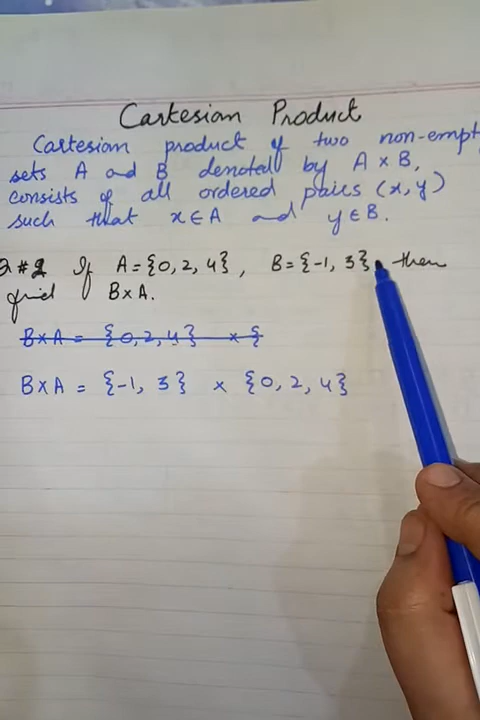 Cartesian Product
Cartesian product of two non-empt
sets A and B denoted by A × B,
consists of all ordered pairs (x, y)
such that x ∈ A and y ∈ B.
Q #1 If A = {0, 2, 4}, B = {-1, 3} then
find B×A.
B×A = {0, 2, 4} × {
B×A = {-1, 3} × {0, 2, 4}